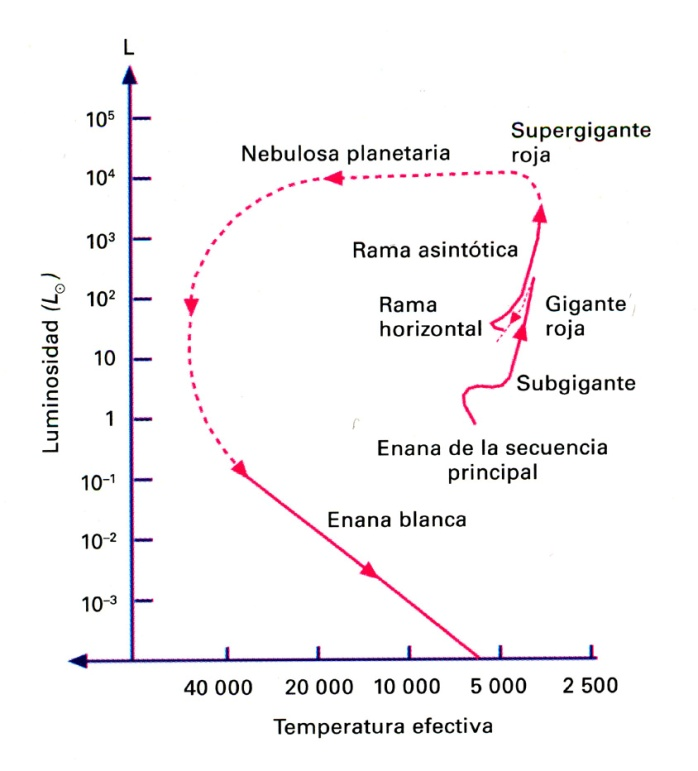 L
10⁵
Supergigante
roja
Nebulosa planetaria
10⁴
10³
Rama asintótica
10²
Rama
horizontal
Gigante
roja
10
Subgigante
1
Enana de la secuencia
principal
10⁻¹
Enana blanca
10⁻²
10⁻³
Luminosidad (L☉)
40 000 20 000 10 000 5 000 2 500
Temperatura efectiva